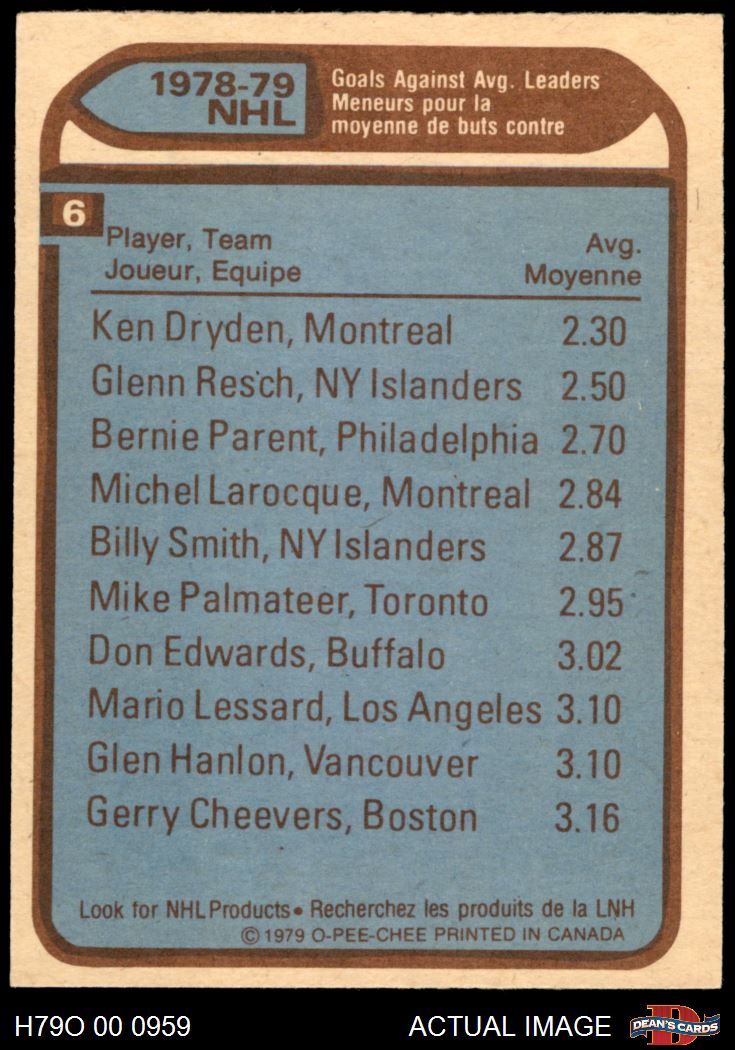 1978-79
NHL
Goals Against Avg. Leaders
Meneurs pour la
moyenne de buts contre
6
Player, Team Avg.
Joueur, Equipe Moyenne
Ken Dryden, Montreal 2.30
Glenn Resch, NY Islanders 2.50
Bernie Parent, Philadelphia 2.70
Michel Larocque, Montreal 2.84
Billy Smith, NY Islanders 2.87
Mike Palmateer, Toronto 2.95
Don Edwards, Buffalo 3.02
Mario Lessard, Los Angeles 3.10
Glen Hanlon, Vancouver 3.10
Gerry Cheevers, Boston 3.16
Look for NHL Products• Recherchez les produits de la LNH
© 1979 O-PEE-CHEE PRINTED IN CANADA
H79O 00 0959 ACTUAL IMAGE
D
DEAN'S CARDS